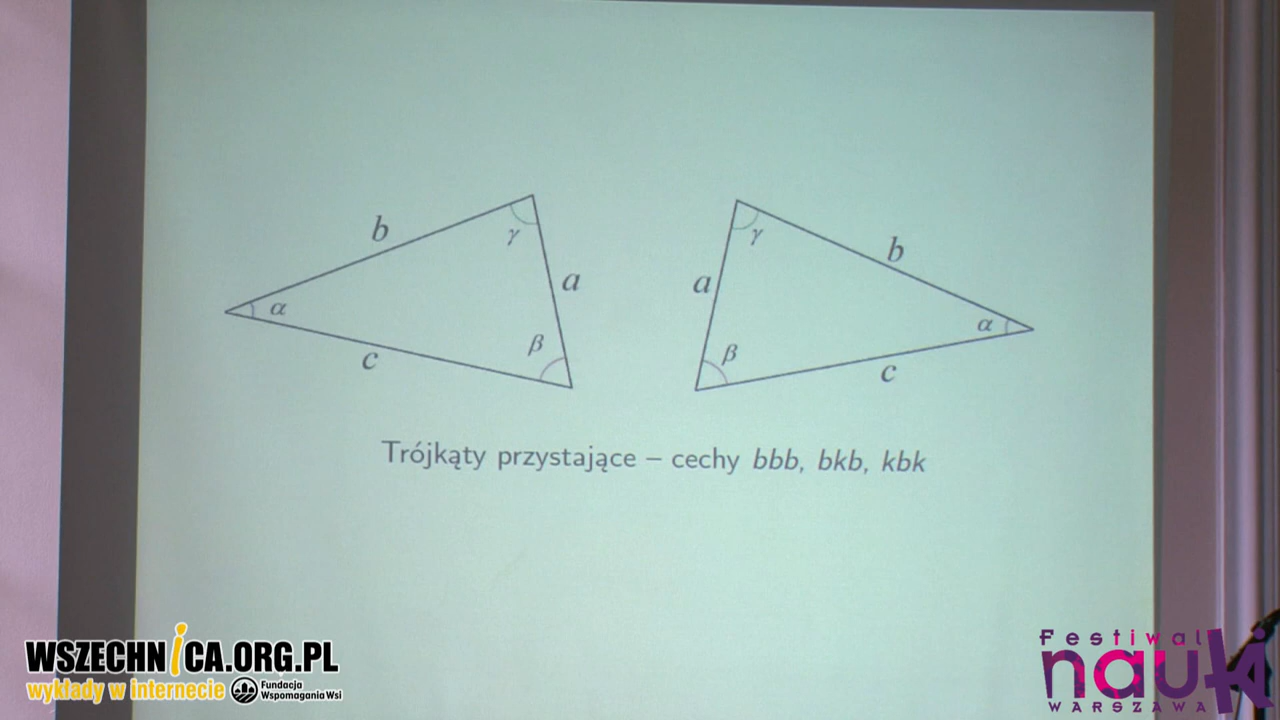 b
γ
a
α
β
c
γ
b
a
α
β
c
Trójkąty przystające – cechy bbb, bkb, kbk
WSZECHNICA.ORG.PL
wykłady w internecie
Fundacja
Wspomagania Wsi
Festiwal
nauki
WARSZAWA